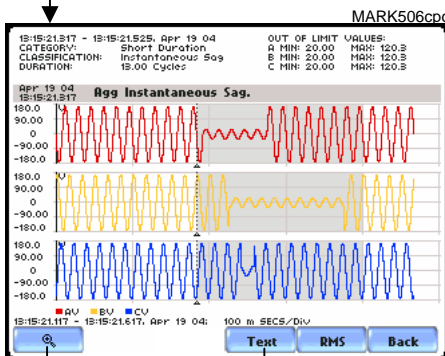 MARK506cpc
13:15:21.317 - 13:15:21.525, Apr 19 04
OUT OF LIMIT VALUES:
CATEGORY: Short Duration
A MIN: 20.00 MAX: 120.3
CLASSIFICATION: Instantaneous Sag
B MIN: 20.00 MAX: 120.3
DURATION: 13.00 Cycles
C MIN: 20.00 MAX: 120.3
Apr 19 04
13:15:21.317
Agg Instantaneous Sag.
180.0
90.00
0
-90.00
-180.0
180.0
90.00
0
-90.00
-180.0
180.0
90.00
0
-90.00
-180.0
AV BV CV
13:15:21.117 - 13:15:21.617, Apr 19 04; 100 m SECS/Div
Text RMS Back